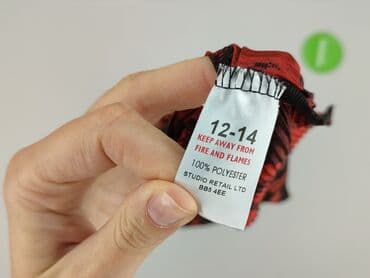 12-14
KEEP AWAY FROM
FIRE AND FLAMES
100% POLYESTER
STUDIO RETAIL LTD
BB5 4EE